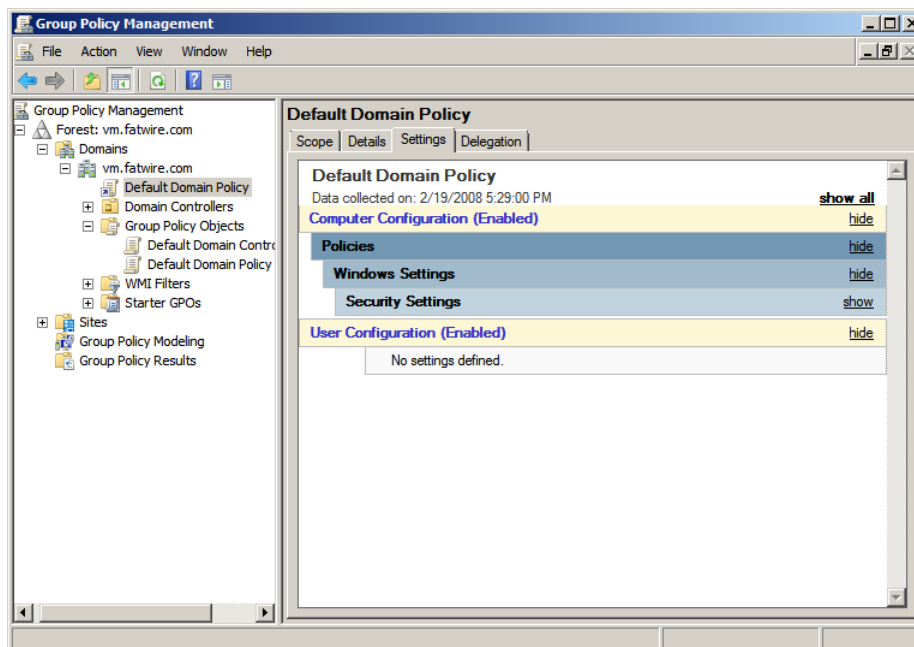 Group Policy Management
File Action View Window Help
Group Policy Management
Forest: vm.fatwire.com
Domains
vm.fatwire.com
Default Domain Policy
Domain Controllers
Group Policy Objects
Default Domain Contro
Default Domain Policy
WMI Filters
Starter GPOs
Sites
Group Policy Modeling
Group Policy Results
Default Domain Policy
Scope Details Settings Delegation
Default Domain Policy
Data collected on: 2/19/2008 5:29:00 PM show all
Computer Configuration (Enabled) hide
Policies hide
Windows Settings hide
Security Settings show
User Configuration (Enabled) hide
No settings defined.